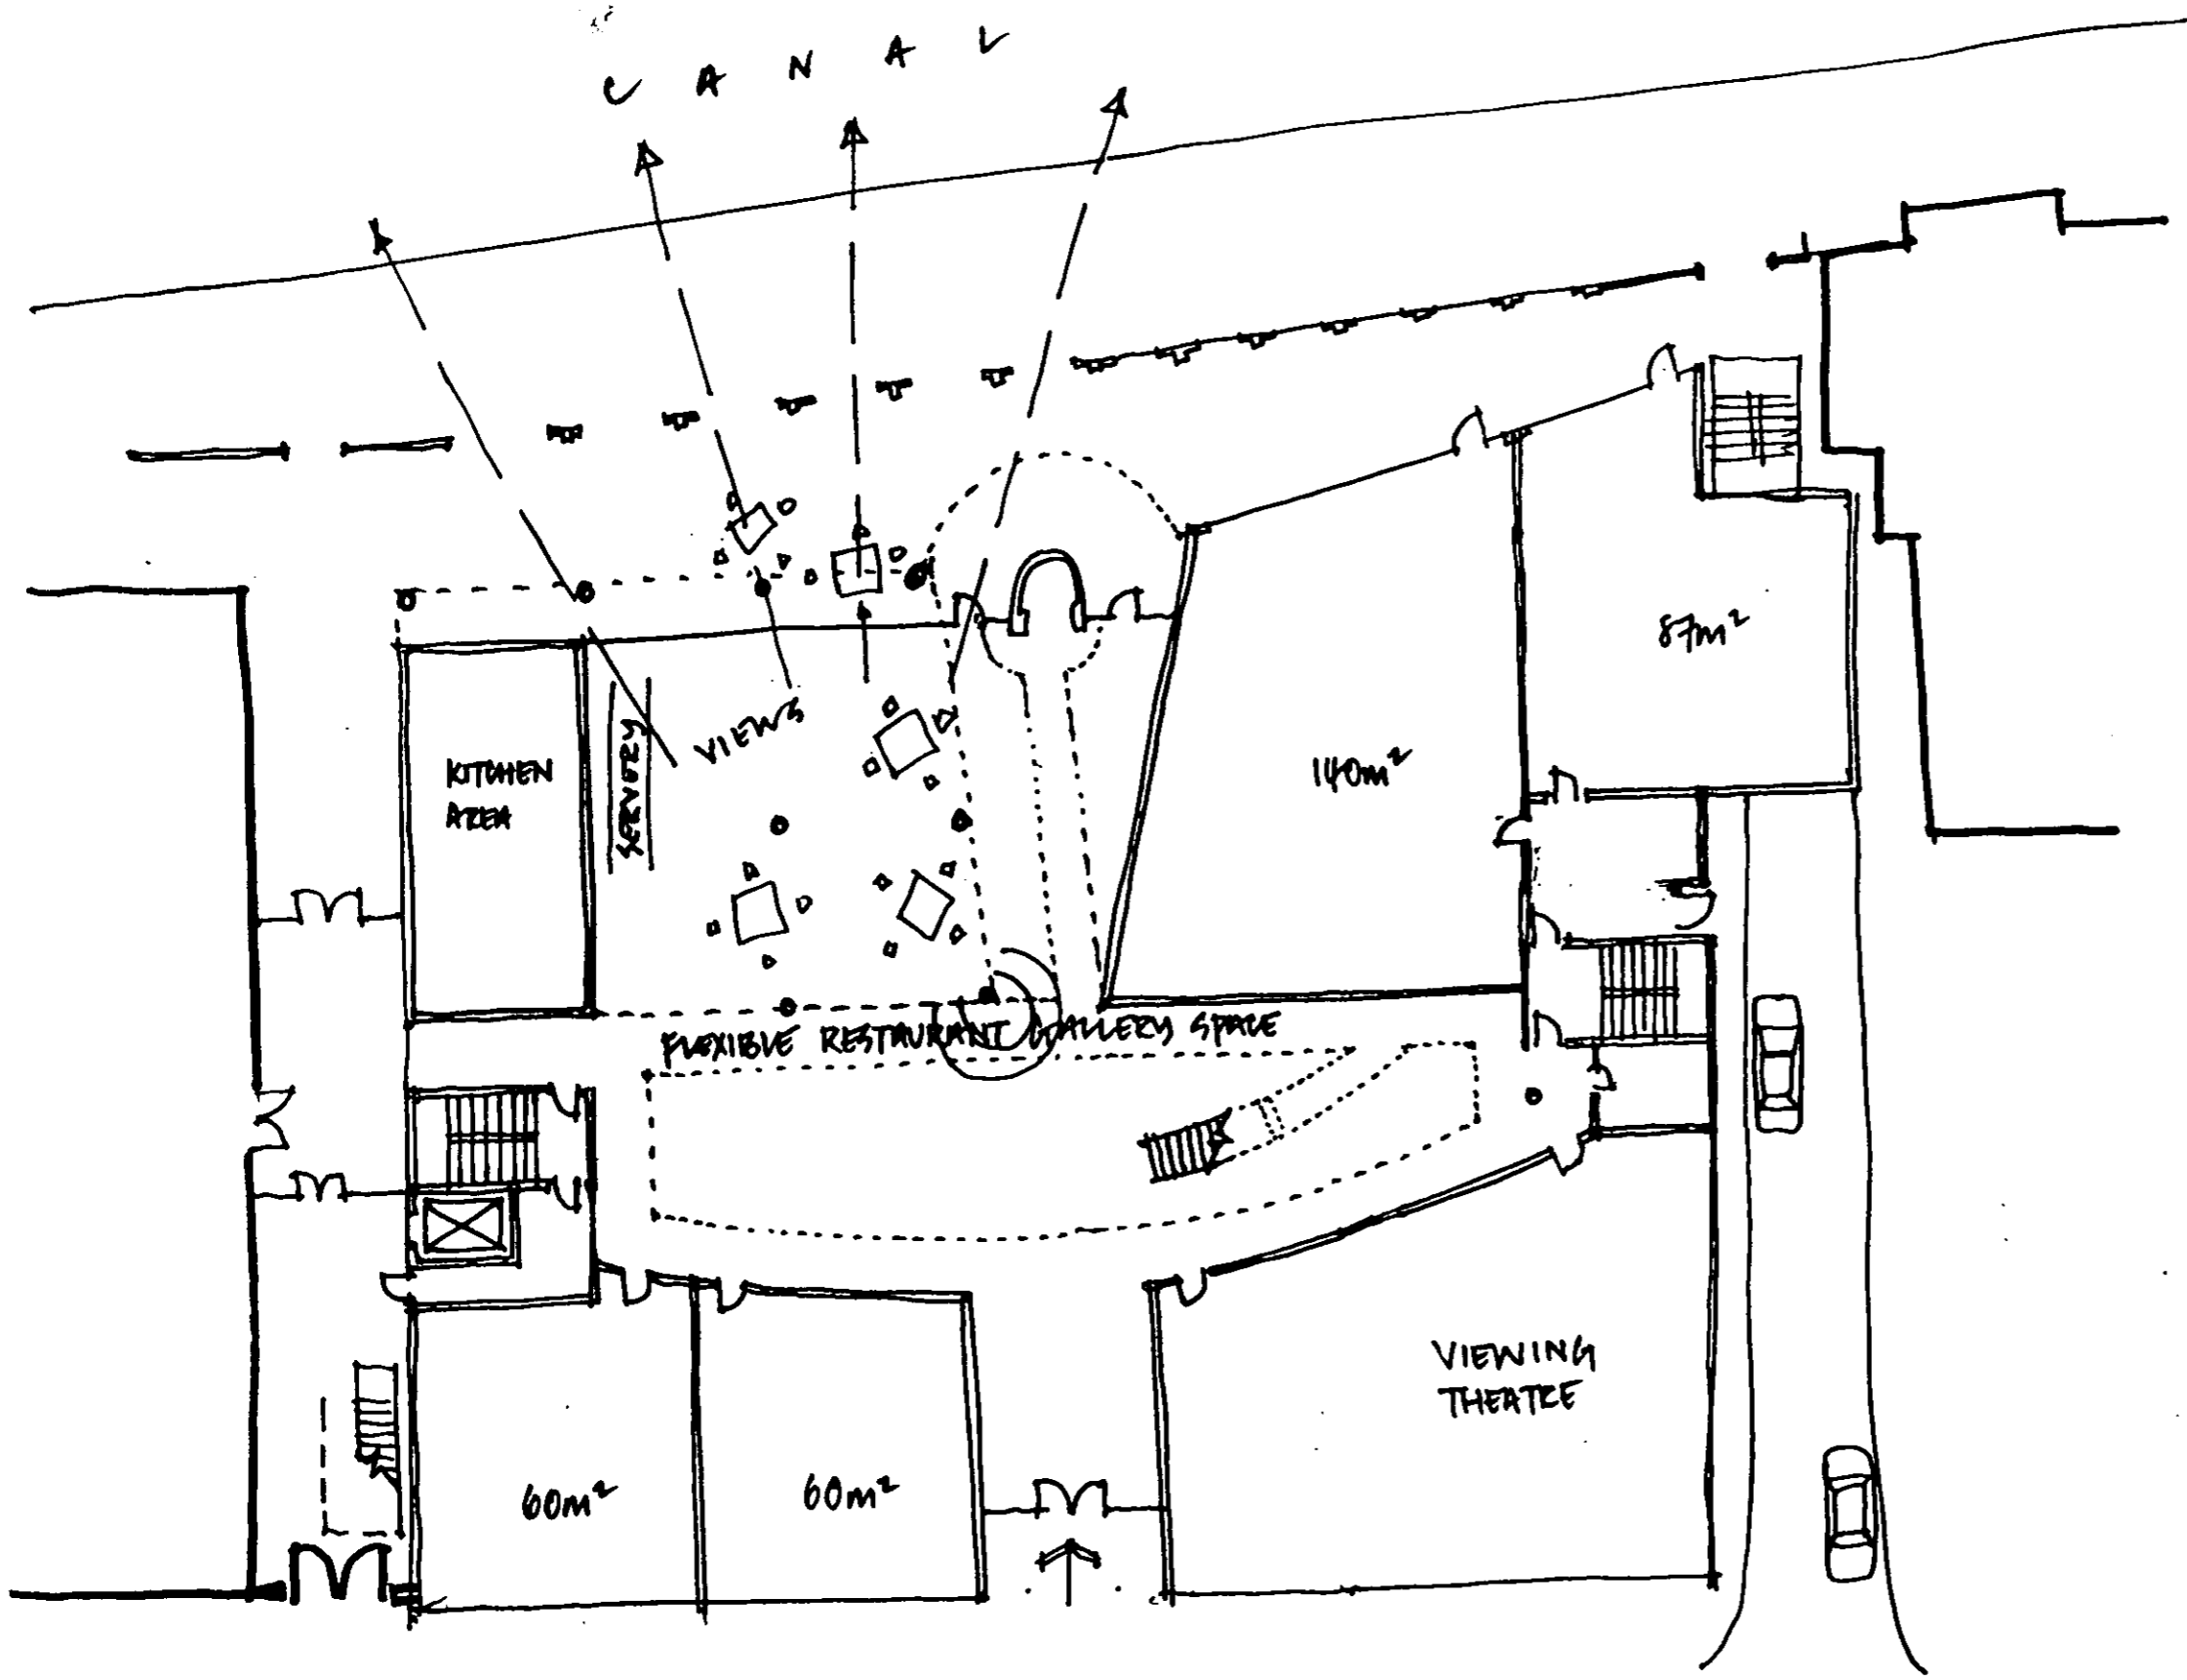 CANAL
87m²
VIEWS
KITCHEN
AREA
SERVERY
140m²
FLEXIBLE RESTAURANT GALLERY SPACE
VIEWING
THEATRE
60m²
60m²